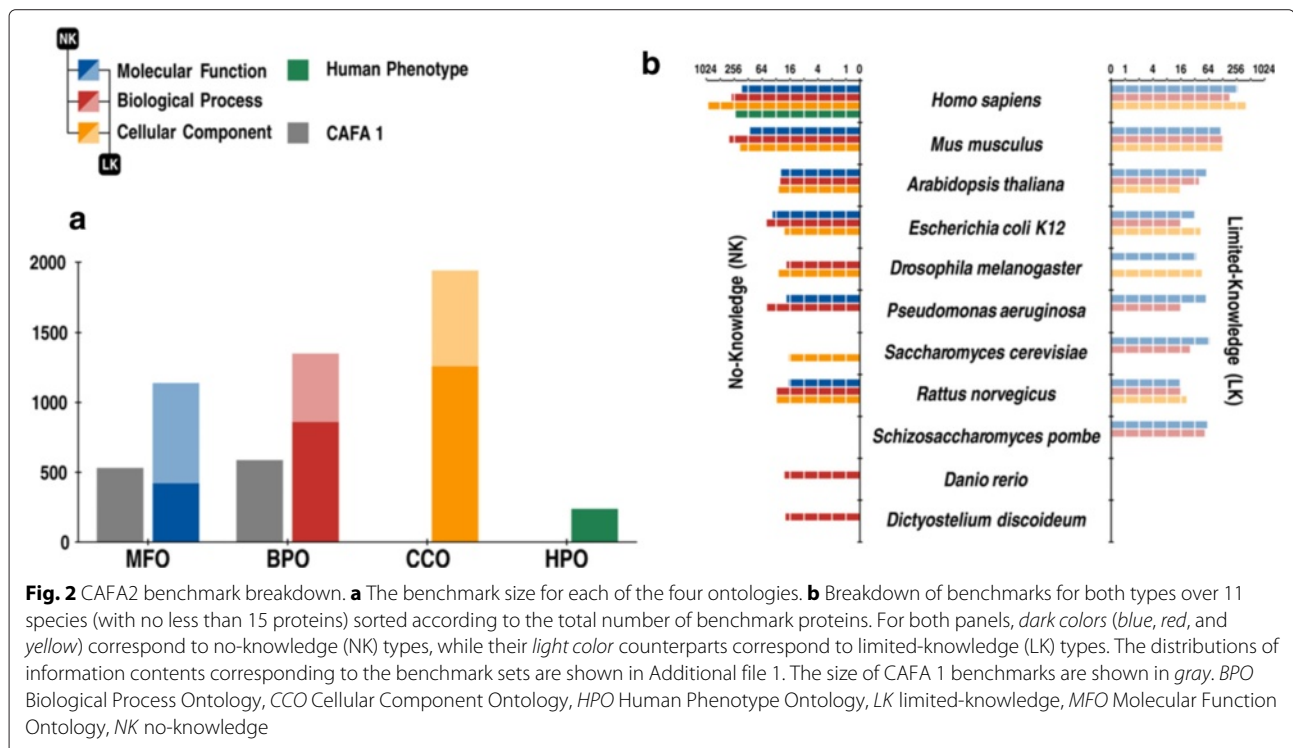 NK
Molecular Function
Human Phenotype
Biological Process
Cellular Component
CAFA 1
LK
a
2000
1500
1000
500
0
MFO BPO CCO HPO
b
1024 256 64 16 4 1 0
0 1 4 16 64 256 1024
Homo sapiens
Mus musculus
Arabidopsis thaliana
Escherichia coli K12
Drosophila melanogaster
Pseudomonas aeruginosa
Saccharomyces cerevisiae
Rattus norvegicus
Schizosaccharomyces pombe
Danio rerio
Dictyostelium discoideum
No-Knowledge (NK)
Limited-Knowledge (LK)
Fig. 2 CAFA2 benchmark breakdown. a The benchmark size for each of the four ontologies. b Breakdown of benchmarks for both types over 11
species (with no less than 15 proteins) sorted according to the total number of benchmark proteins. For both panels, dark colors (blue, red, and
yellow) correspond to no-knowledge (NK) types, while their light color counterparts correspond to limited-knowledge (LK) types. The distributions of
information contents corresponding to the benchmark sets are shown in Additional file 1. The size of CAFA 1 benchmarks are shown in gray. BPO
Biological Process Ontology, CCO Cellular Component Ontology, HPO Human Phenotype Ontology, LK limited-knowledge, MFO Molecular Function
Ontology, NK no-knowledge